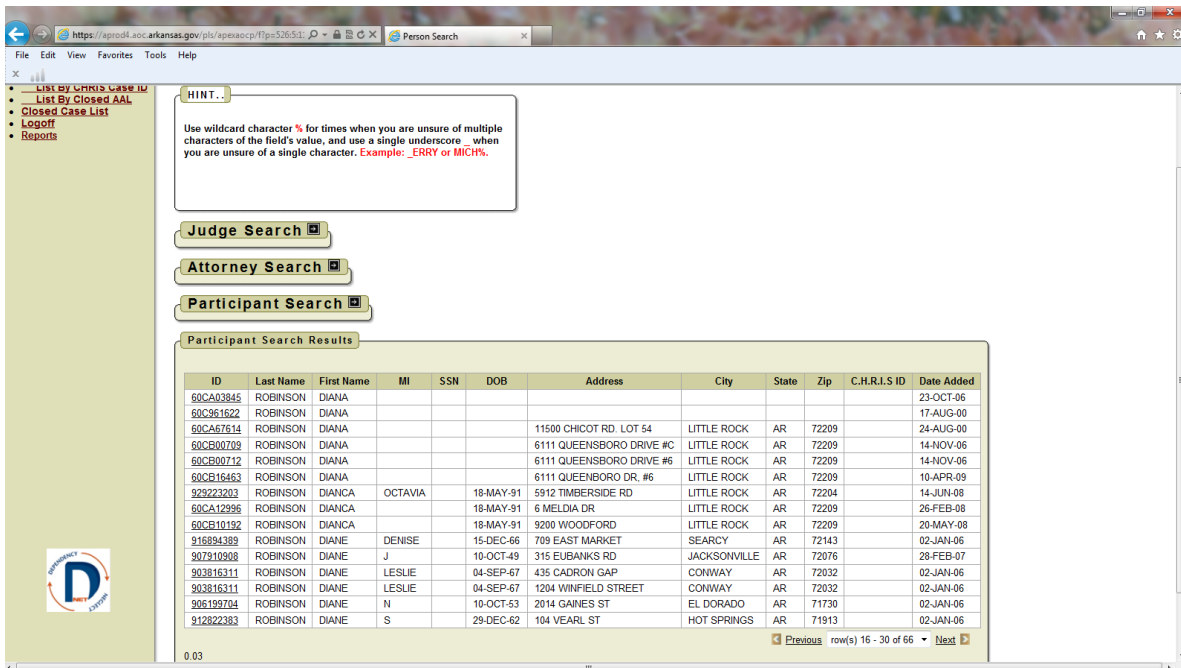 https://aprod4.aoc.arkansas.gov/pls/apexaocp/f?p=526:5:1: Person Search
File Edit View Favorites Tools Help
List By CHRIS Case ID
List By Closed AAL
Closed Case List
Logoff
Reports
HINT..
Use wildcard character % for times when you are unsure of multiple
characters of the field's value, and use a single underscore _ when
you are unsure of a single character. Example: _ERRY or MICH%.
Judge Search
Attorney Search
Participant Search
Participant Search Results
ID Last Name First Name MI SSN DOB Address City State Zip C.H.R.I.S ID Date Added
60CA03845 ROBINSON DIANA 23-OCT-06
60C961622 ROBINSON DIANA 17-AUG-00
60CA67614 ROBINSON DIANA 11500 CHICOT RD. LOT 54 LITTLE ROCK AR 72209 24-AUG-00
60CB00709 ROBINSON DIANA 6111 QUEENSBORO DRIVE #C LITTLE ROCK AR 72209 14-NOV-06
60CB00712 ROBINSON DIANA 6111 QUEENSBORO DRIVE #6 LITTLE ROCK AR 72209 14-NOV-06
60CB16463 ROBINSON DIANA 6111 QUEENBORO DR, #6 LITTLE ROCK AR 72209 10-APR-09
929223203 ROBINSON DIANCA OCTAVIA 18-MAY-91 5912 TIMBERSIDE RD LITTLE ROCK AR 72204 14-JUN-08
60CA12996 ROBINSON DIANCA 18-MAY-91 6 MELDIA DR LITTLE ROCK AR 72209 26-FEB-08
60CB10192 ROBINSON DIANCA 18-MAY-91 9200 WOODFORD LITTLE ROCK AR 72209 20-MAY-08
916894389 ROBINSON DIANE DENISE 15-DEC-66 709 EAST MARKET SEARCY AR 72143 02-JAN-06
907910908 ROBINSON DIANE J 10-OCT-49 315 EUBANKS RD JACKSONVILLE AR 72076 28-FEB-07
903816311 ROBINSON DIANE LESLIE 04-SEP-67 435 CADRON GAP CONWAY AR 72032 02-JAN-06
903816311 ROBINSON DIANE LESLIE 04-SEP-67 1204 WINFIELD STREET CONWAY AR 72032 02-JAN-06
906199704 ROBINSON DIANE N 10-OCT-53 2014 GAINES ST EL DORADO AR 71730 02-JAN-06
912822383 ROBINSON DIANE S 29-DEC-62 104 VEARL ST HOT SPRINGS AR 71913 02-JAN-06
Previous row(s) 16 - 30 of 66 Next
0.03
DEPENDENCY
D
NET
NEGLECT